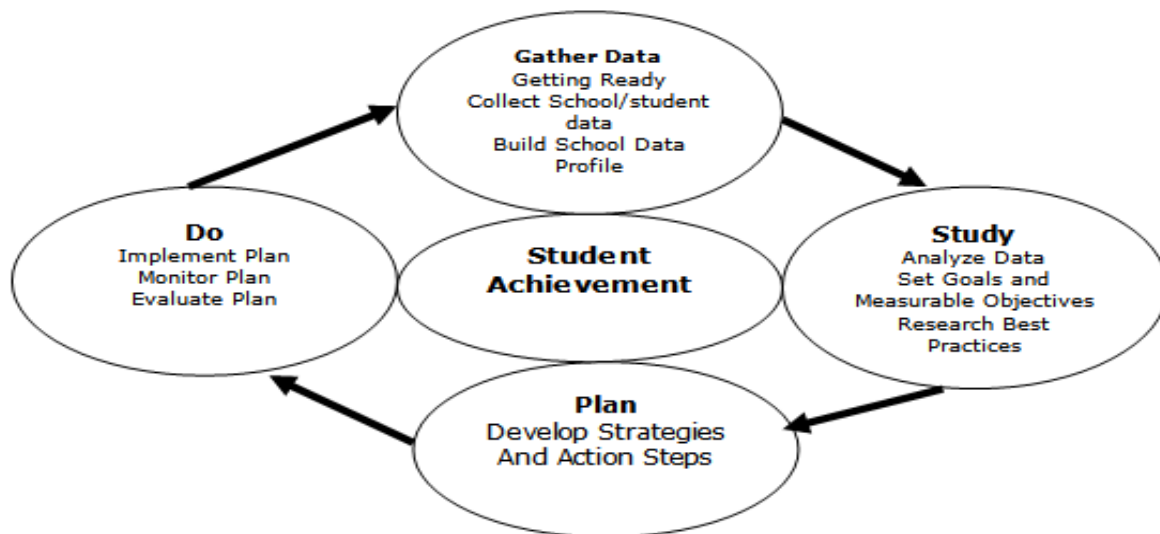 Gather Data
Getting Ready
Collect School/student
data
Build School Data
Profile
Do
Implement Plan
Monitor Plan
Evaluate Plan
Student
Achievement
Study
Analyze Data
Set Goals and
Measurable Objectives
Research Best
Practices
Plan
Develop Strategies
And Action Steps